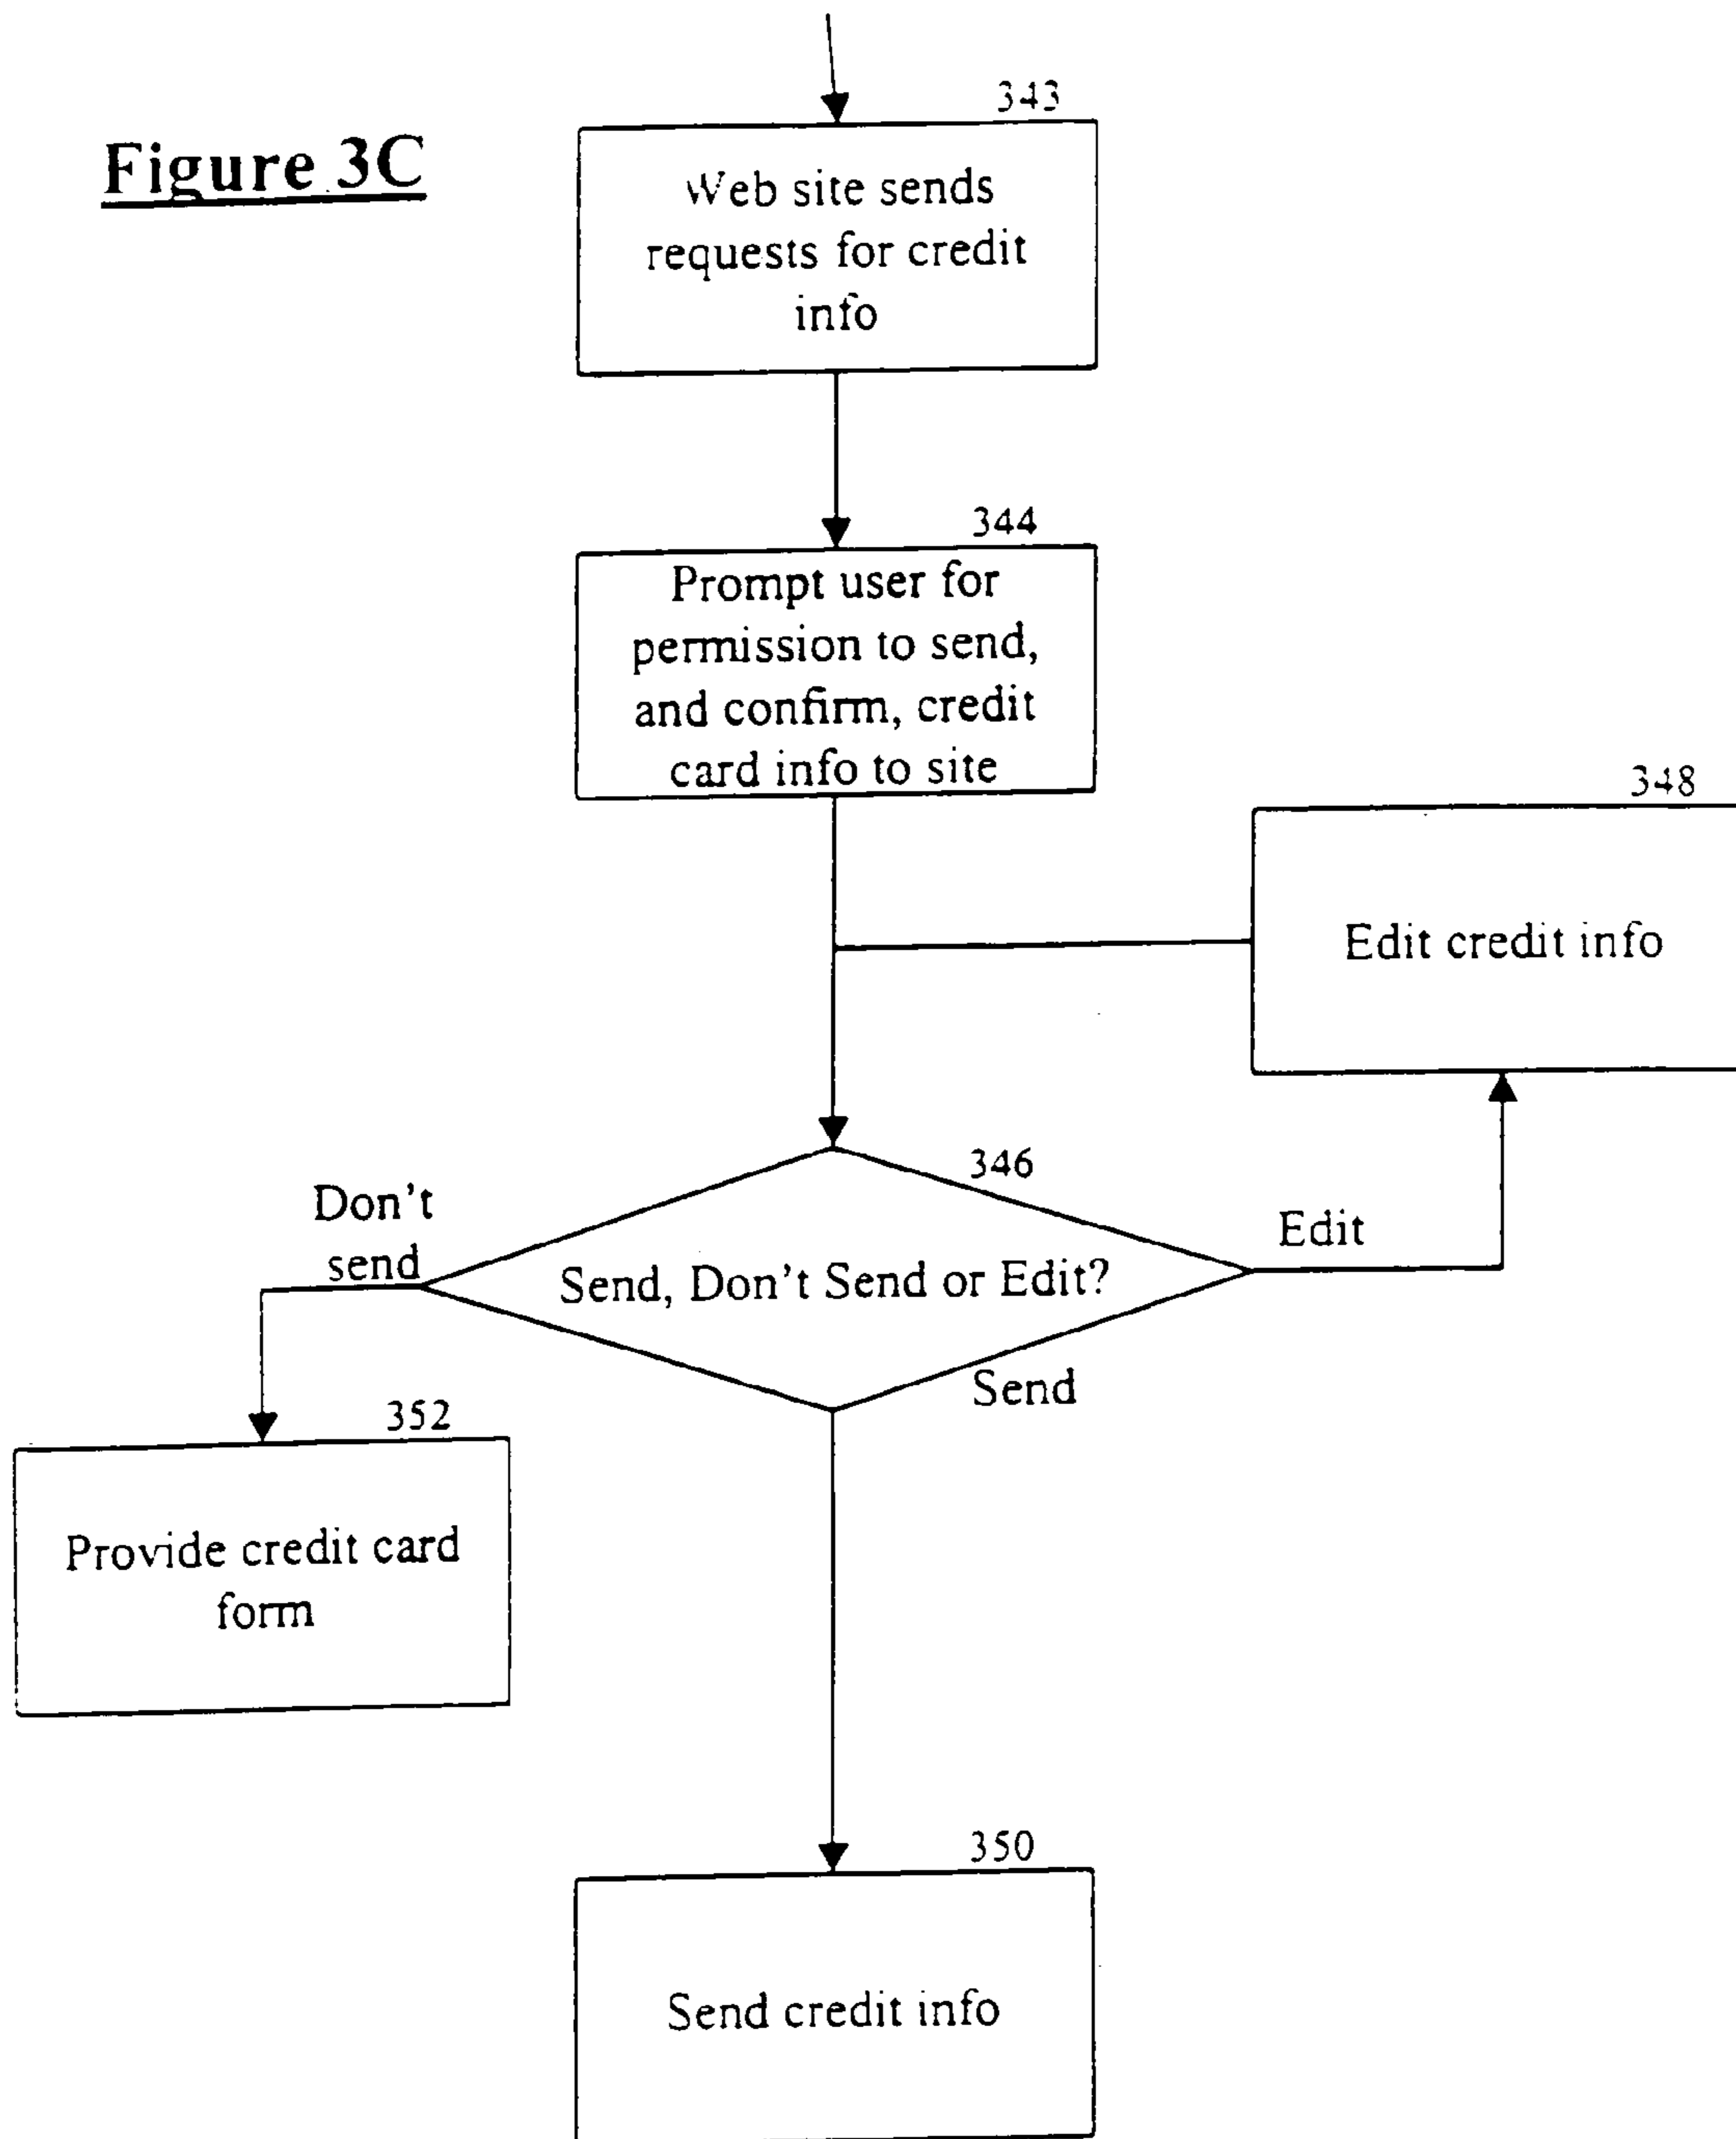 Figure 3C
343
Web site sends
requests for credit
info
344
Prompt user for
permission to send,
and confirm, credit
card info to site
348
Edit credit info
346
Don't
send
Send, Don't Send or Edit?
Edit
Send
352
Provide credit card
form
350
Send credit info